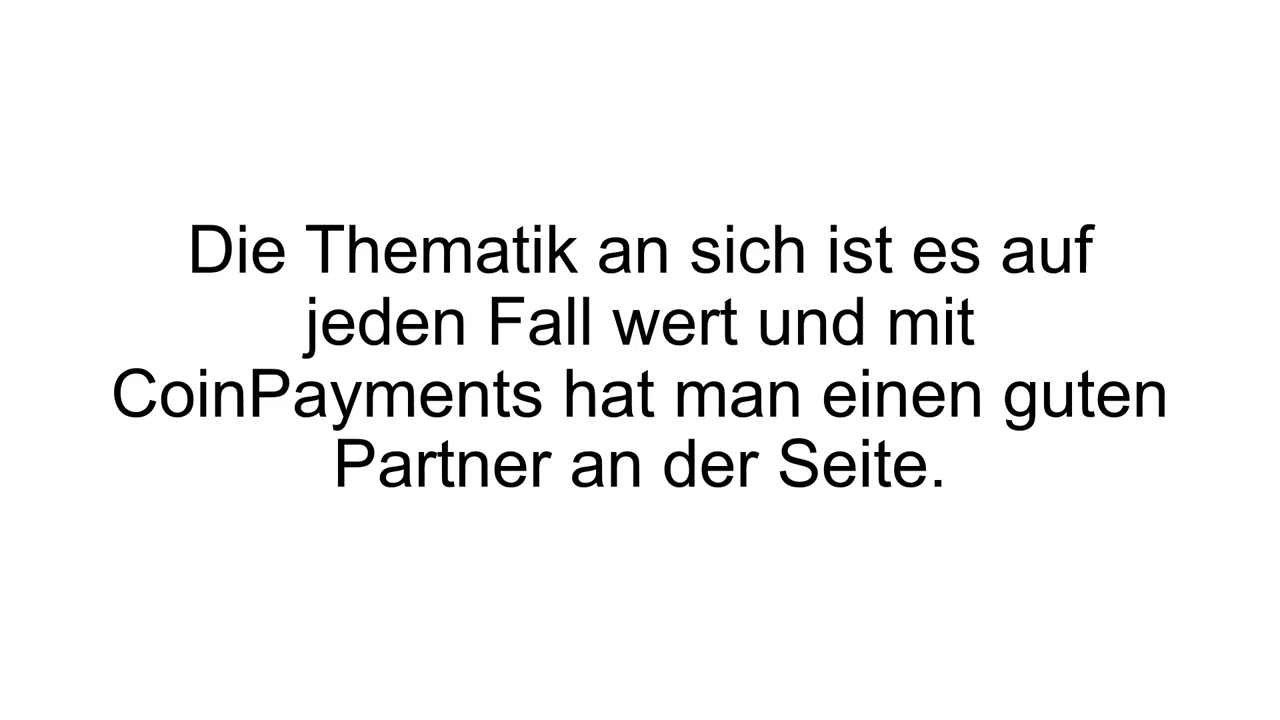 Die Thematik an sich ist es auf
jeden Fall wert und mit
CoinPayments hat man einen guten
Partner an der Seite.